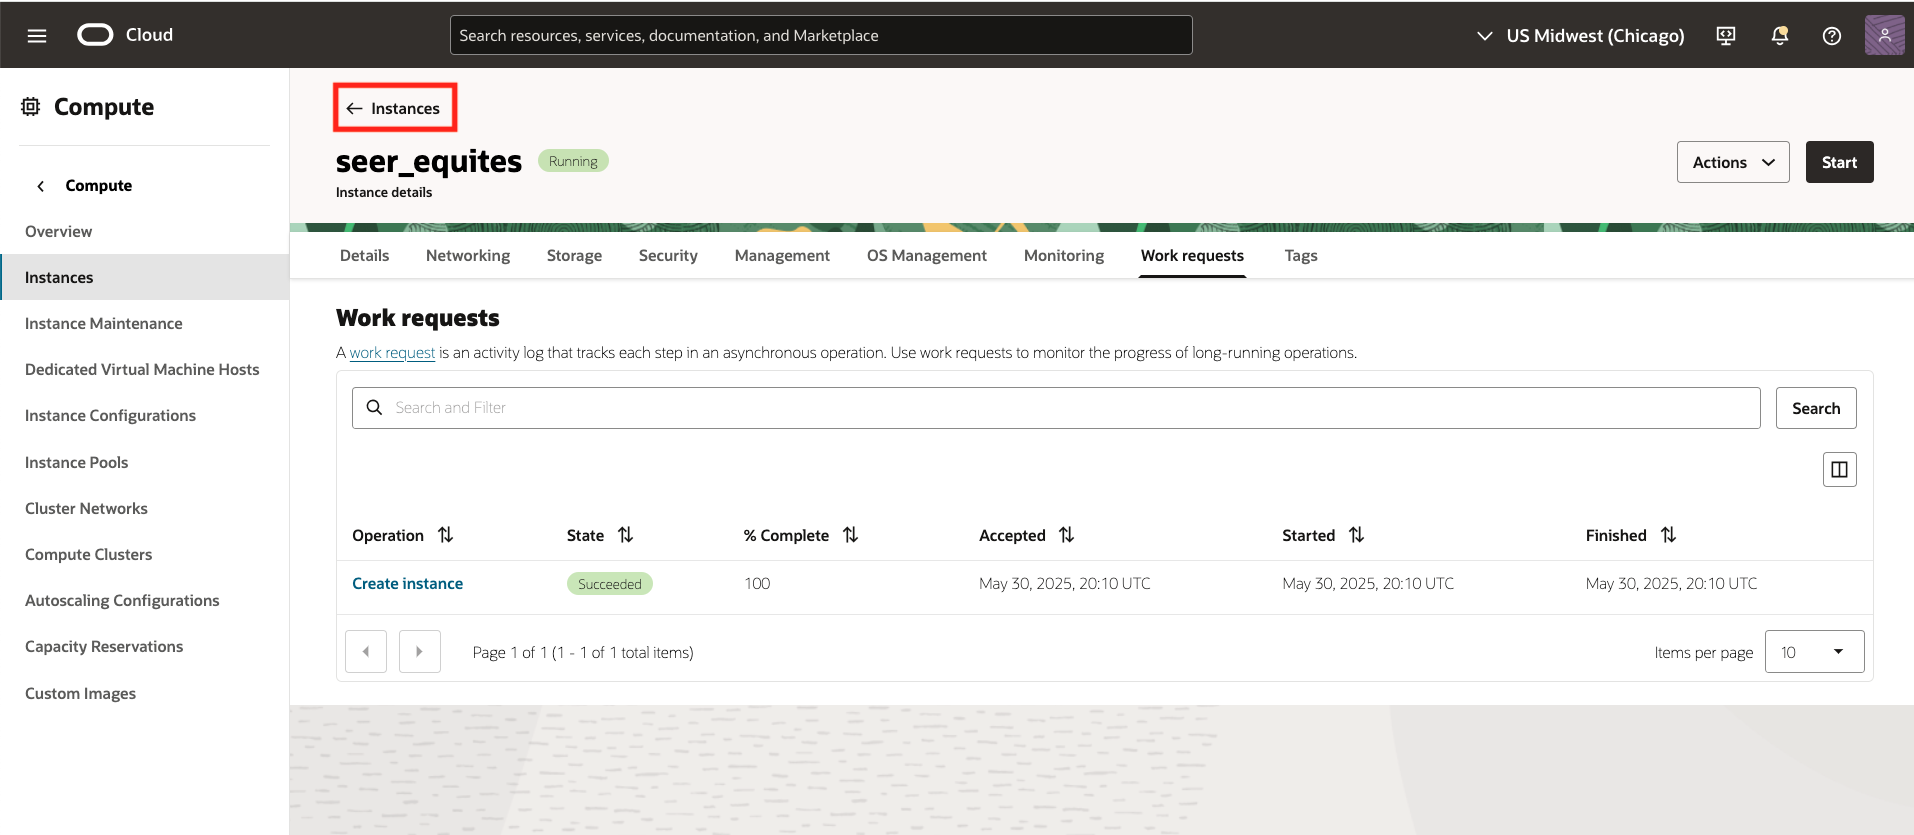 Cloud
Search resources, services, documentation, and Marketplace
US Midwest (Chicago)
Compute
Compute
Overview
Instances
Instance Maintenance
Dedicated Virtual Machine Hosts
Instance Configurations
Instance Pools
Cluster Networks
Compute Clusters
Autoscaling Configurations
Capacity Reservations
Custom Images
Instances
seer_equites Running
Instance details
Actions Start
Details Networking Storage Security Management OS Management Monitoring Work requests Tags
Work requests
A work request is an activity log that tracks each step in an asynchronous operation. Use work requests to monitor the progress of long-running operations.
Search and Filter Search
Operation State % Complete Accepted Started Finished
Create instance Succeeded 100 May 30, 2025, 20:10 UTC May 30, 2025, 20:10 UTC May 30, 2025, 20:10 UTC
Page 1 of 1 (1 - 1 of 1 total items) Items per page 10